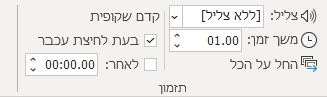 צליל: [ללא צליל]
משך זמן: 01.00
החל על הכל
קדם שקופית
בעת לחיצת עכבר
לאחר: 00:00.00
תזמון